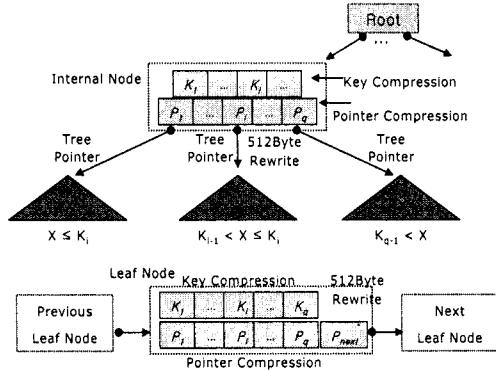 Root
...
Internal Node
K1 ... Ki ...
Key Compression
P1 ... Pi ... Pq
Pointer Compression
Tree Pointer
Tree Pointer
512Byte Rewrite
Tree Pointer
X ≤ Ki
Ki-1 < X ≤ Ki
Kq-1 < X
Leaf Node
Key Compression
512Byte Rewrite
Previous Leaf Node
K1 ... Ki ... Kq
P1 ... Pi ... Pq Pnext
Next Leaf Node
Pointer Compression